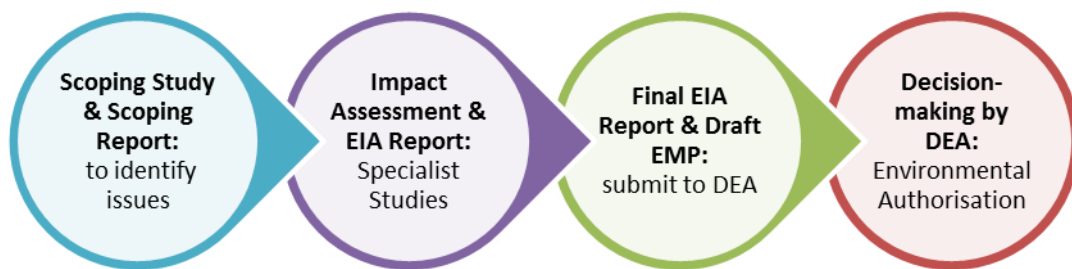 Scoping Study
& Scoping
Report:
to identify
issues
Impact
Assessment &
EIA Report:
Specialist
Studies
Final EIA
Report & Draft
EMP:
submit to DEA
Decision-
making by
DEA:
Environmental
Authorisation